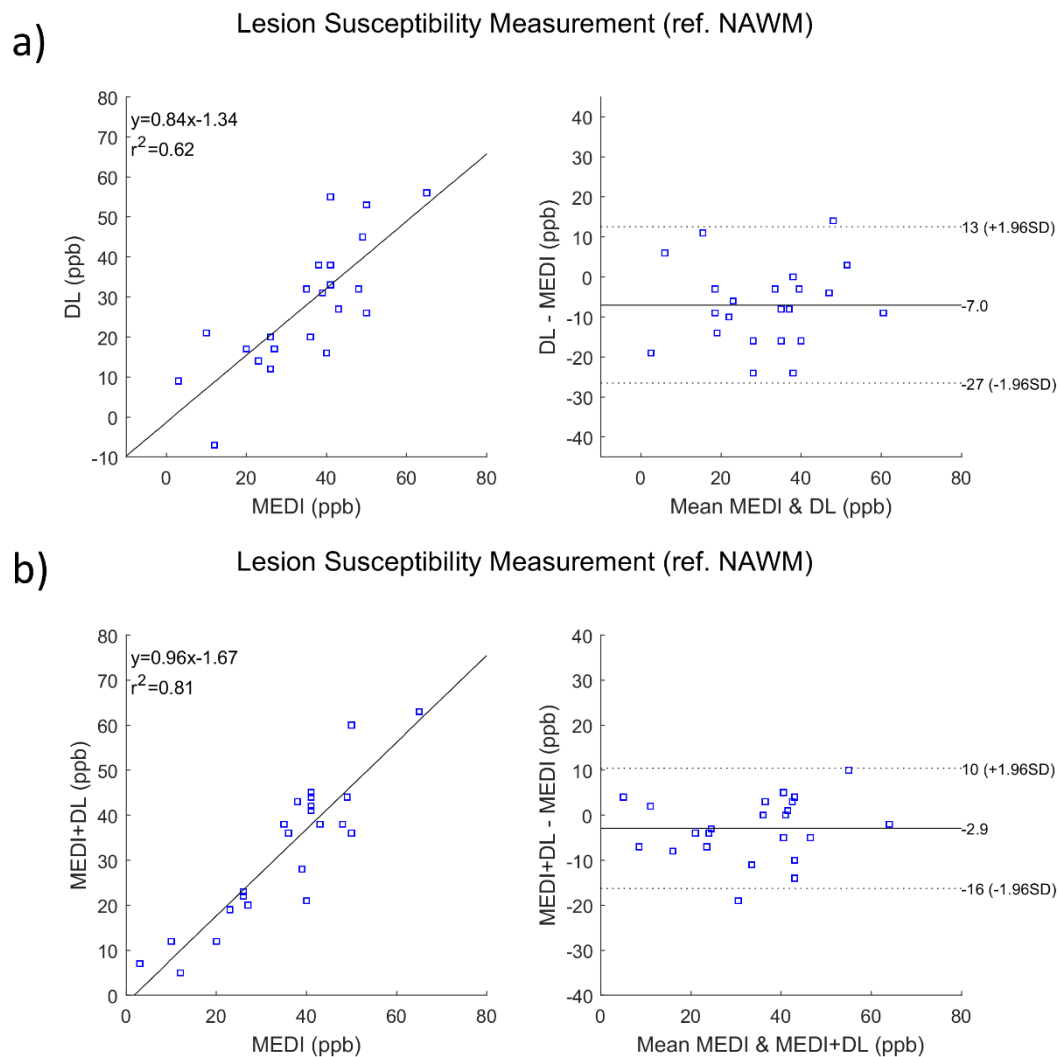 a)
Lesion Susceptibility Measurement (ref. NAWM)
y=0.84x-1.34
r²=0.62
80
70
60
50
40
30
20
10
0
-10
DL (ppb)
0
20
40
60
80
MEDI (ppb)
40
30
20
10
0
-10
-20
-30
-40
DL - MEDI (ppb)
13 (+1.96SD)
-7.0
-27 (-1.96SD)
0
20
40
60
80
Mean MEDI & DL (ppb)
b)
Lesion Susceptibility Measurement (ref. NAWM)
y=0.96x-1.67
r²=0.81
80
70
60
50
40
30
20
10
0
MEDI+DL (ppb)
0
20
40
60
80
MEDI (ppb)
40
30
20
10
0
-10
-20
-30
-40
MEDI+DL - MEDI (ppb)
10 (+1.96SD)
-2.9
-16 (-1.96SD)
0
20
40
60
80
Mean MEDI & MEDI+DL (ppb)